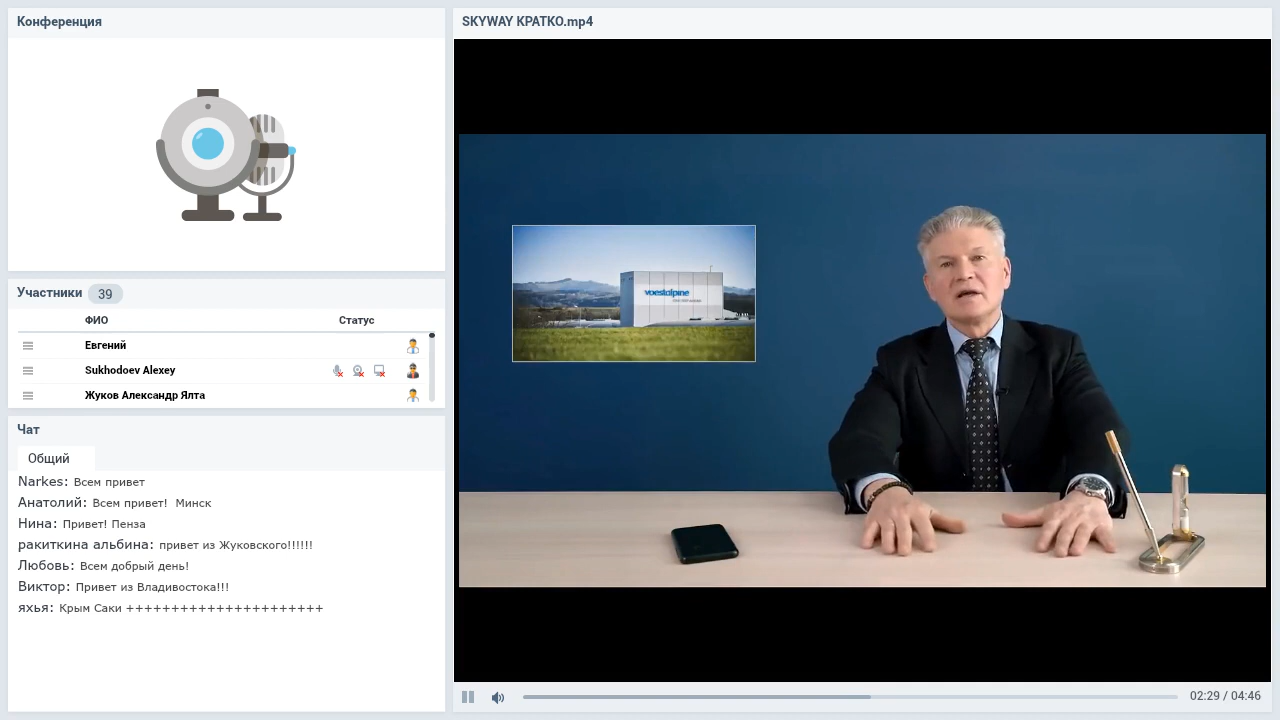 Конференция
Участники 39
ФИО Статус
Евгений
Sukhodoev Alexey
Жуков Александр Ялта
Чат
Общий
Narkes: Всем привет
Анатолий: Всем привет! Минск
Нина: Привет! Пенза
ракиткина альбина: привет из Жуковского!!!!!!
Любовь: Всем добрый день!
Виктор: Привет из Владивостока!!!
яхья: Крым Саки ++++++++++++++++++++++
SKYWAY КРАТКО.mp4
voestalpine
02:29 / 04:46